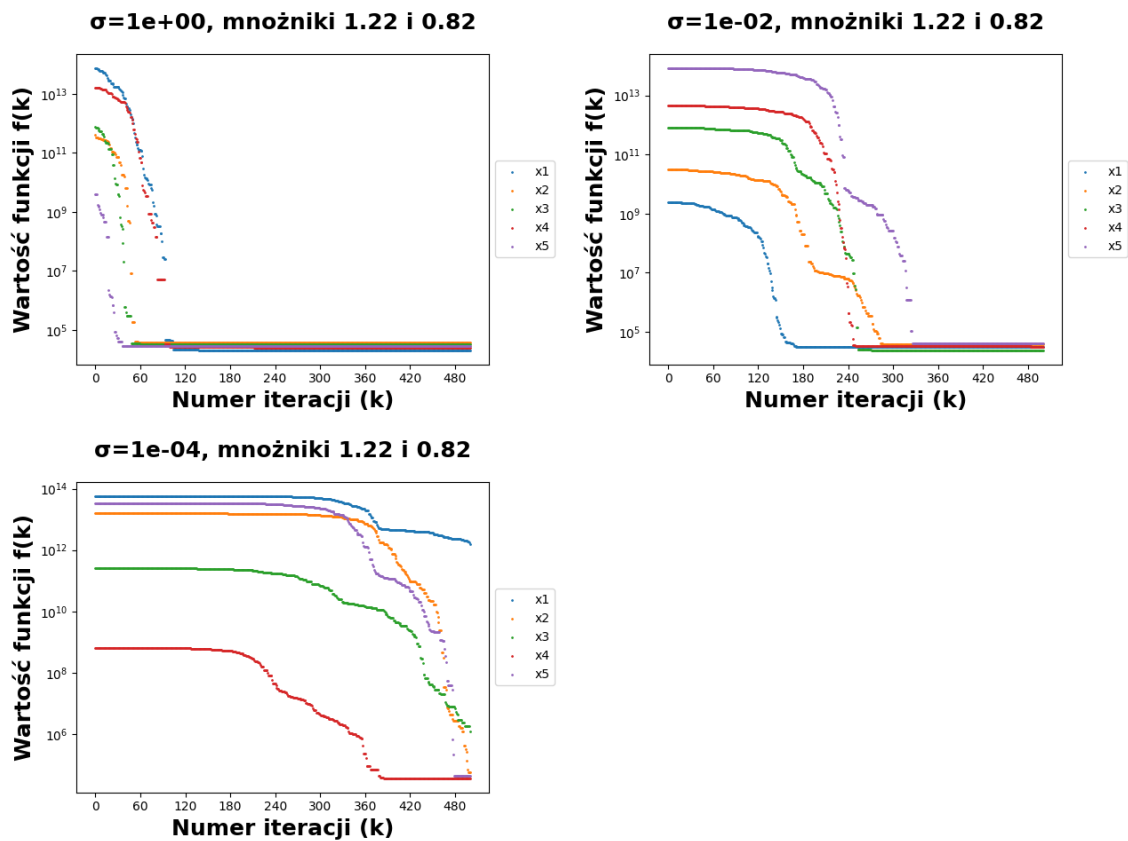 σ=1e+00, mnożniki 1.22 i 0.82
Wartość funkcji f(k)
10^13
10^11
10^9
10^7
10^5
0 60 120 180 240 300 360 420 480
Numer iteracji (k)
x1
x2
x3
x4
x5
σ=1e-02, mnożniki 1.22 i 0.82
Wartość funkcji f(k)
10^13
10^11
10^9
10^7
10^5
0 60 120 180 240 300 360 420 480
Numer iteracji (k)
x1
x2
x3
x4
x5
σ=1e-04, mnożniki 1.22 i 0.82
Wartość funkcji f(k)
10^14
10^12
10^10
10^8
10^6
0 60 120 180 240 300 360 420 480
Numer iteracji (k)
x1
x2
x3
x4
x5